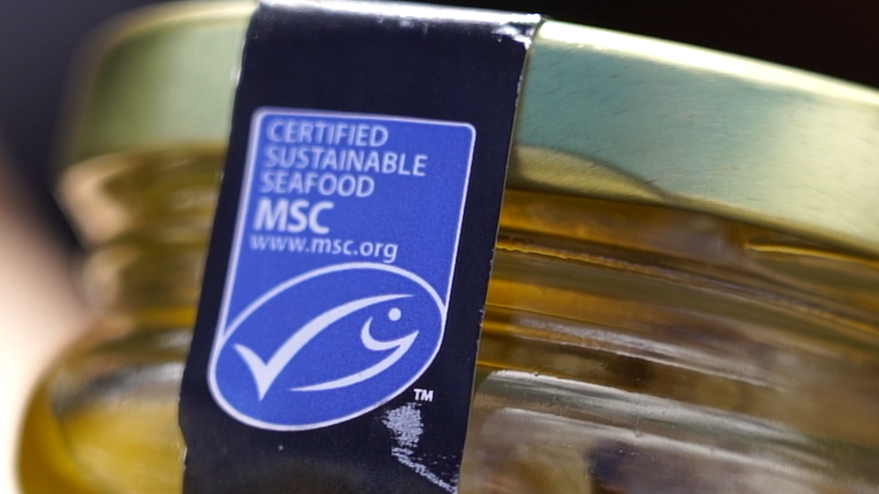 CERTIFIED
SUSTAINABLE
SEAFOOD
MSC
www.msc.org
TM